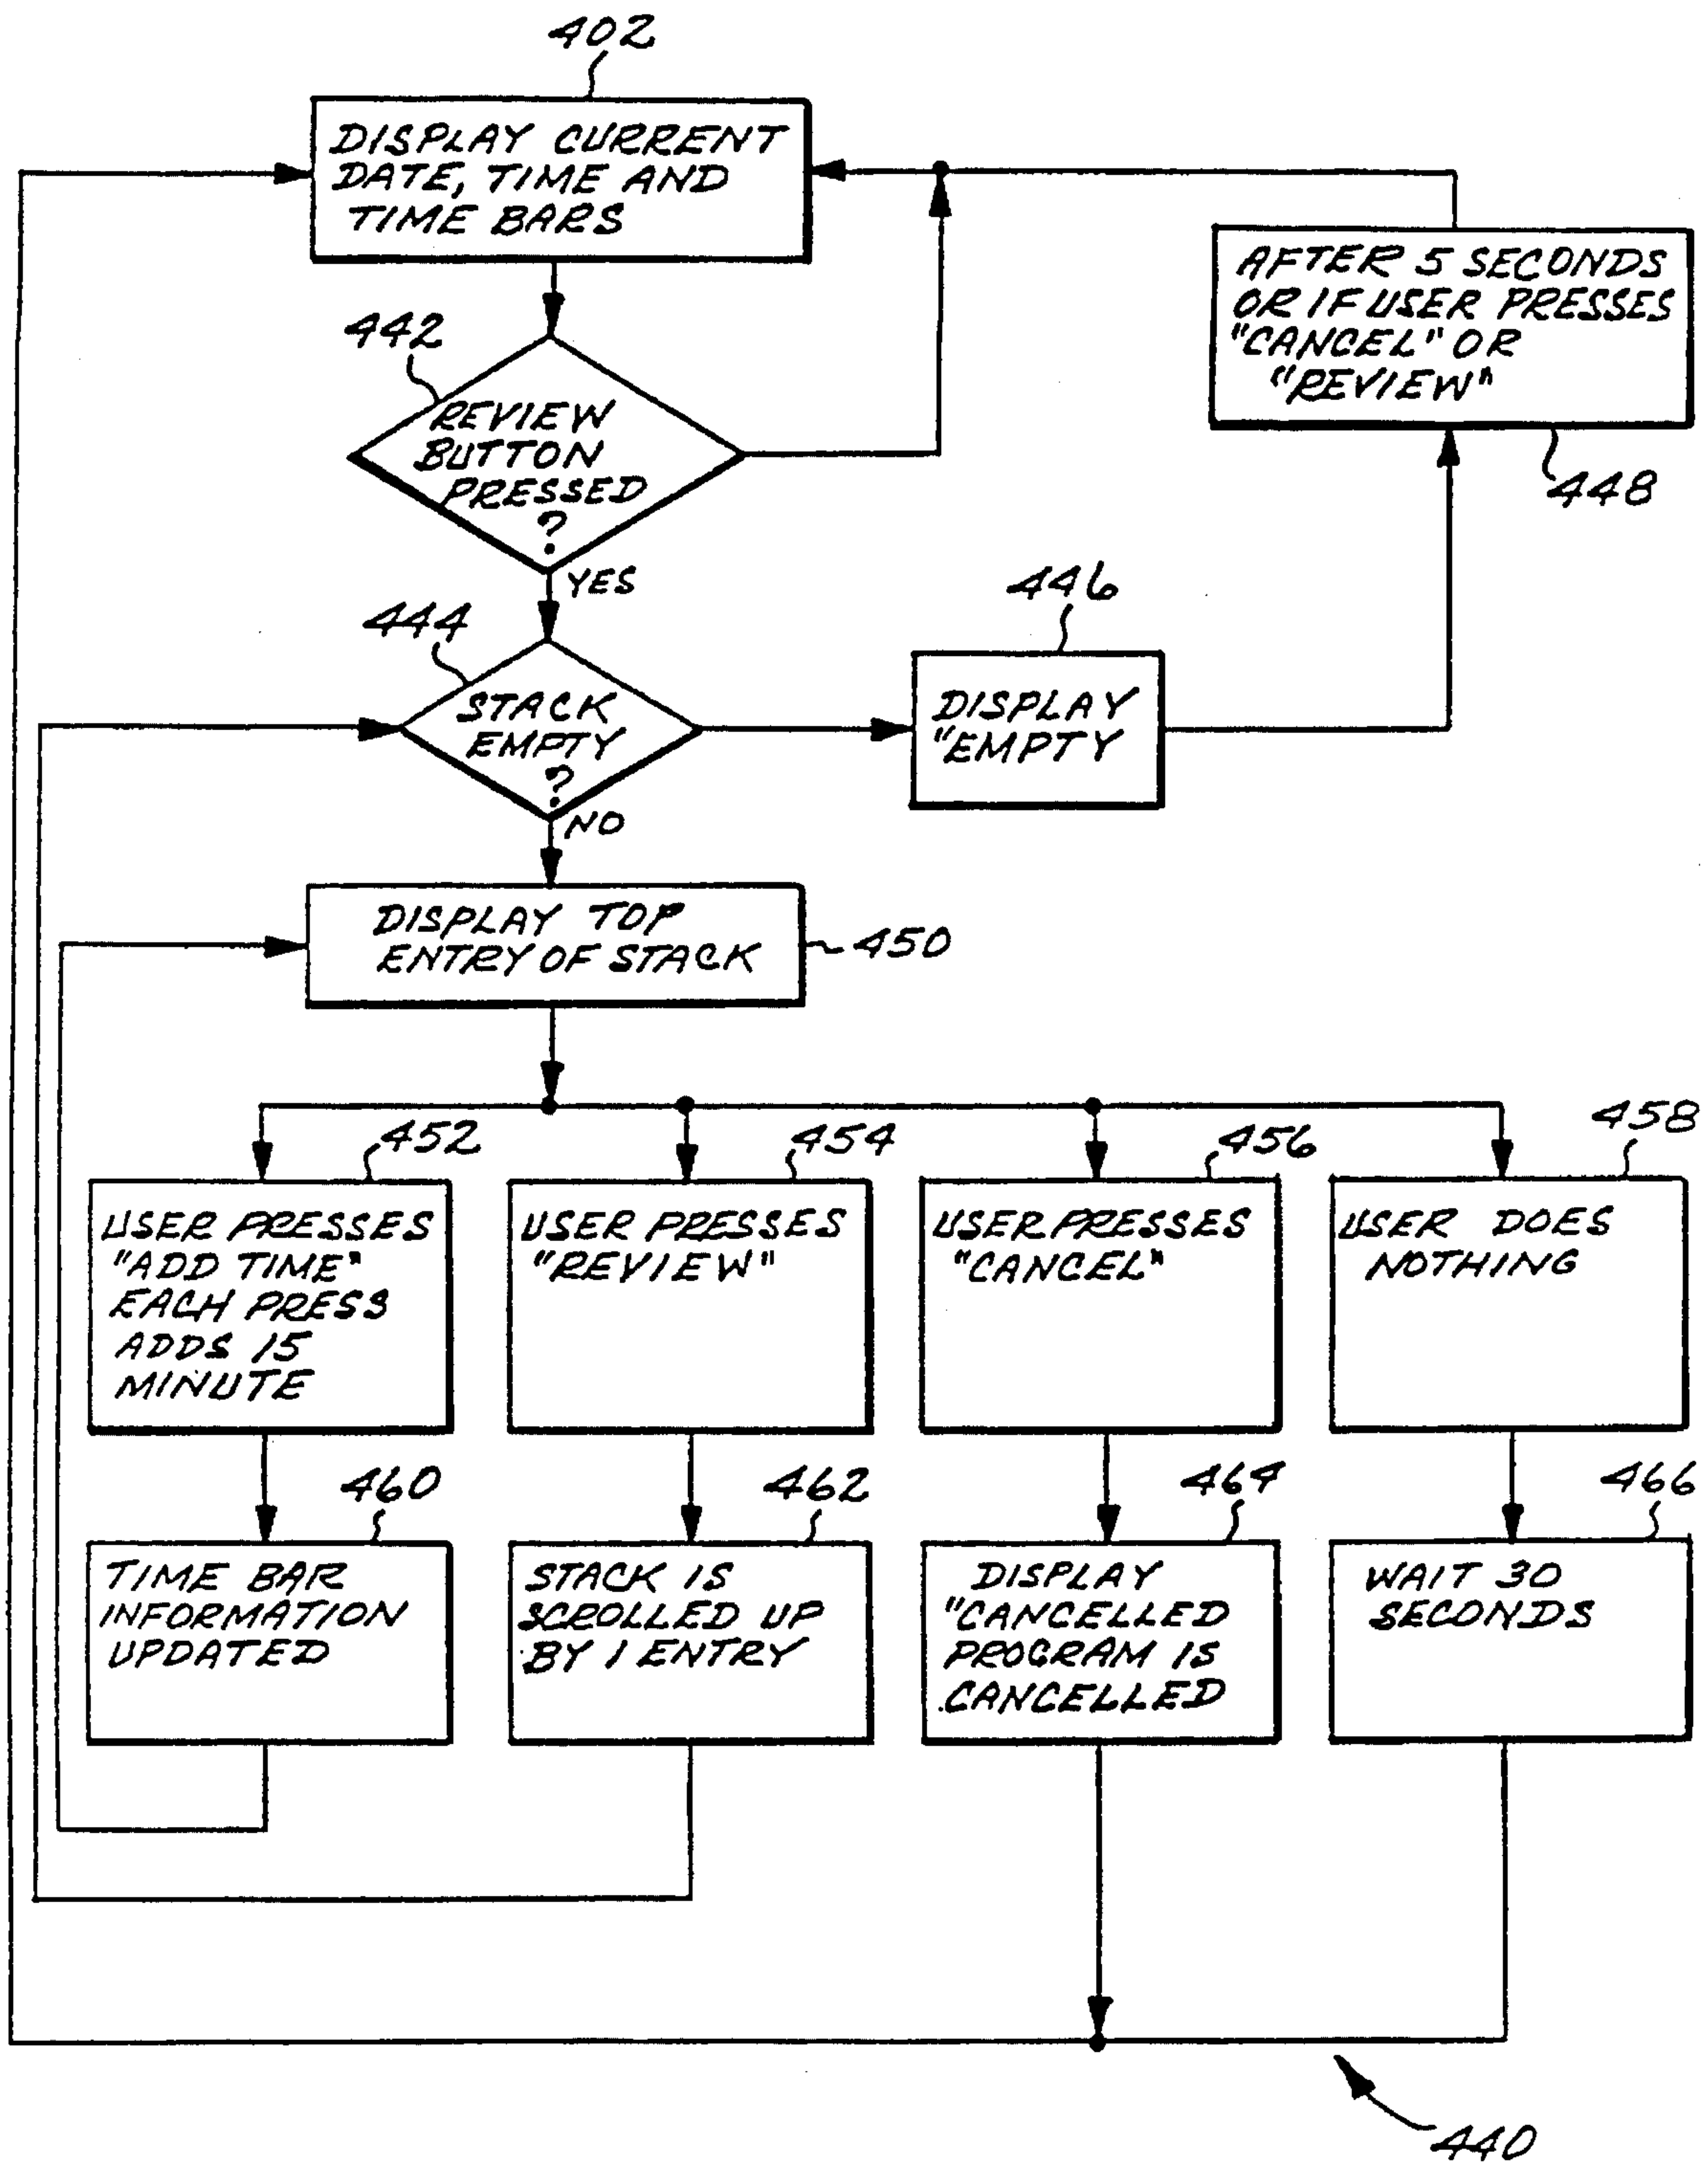 402
DISPLAY CURRENT
DATE, TIME AND
TIME BARS
442
REVIEW
BUTTON
PRESSED
?
YES
AFTER 5 SECONDS
OR IF USER PRESSES
"CANCEL" OR
"REVIEW"
448
444
STACK
EMPTY
?
NO
446
DISPLAY
"EMPTY
DISPLAY TOP
ENTRY OF STACK
450
452
USER PRESSES
"ADD TIME"
EACH PRESS
ADDS 15
MINUTE
454
USER PRESSES
"REVIEW"
456
USER PRESSES
"CANCEL"
458
USER DOES
NOTHING
460
TIME BAR
INFORMATION
UPDATED
462
STACK IS
SCROLLED UP
BY 1 ENTRY
464
DISPLAY
"CANCELLED
PROGRAM IS
CANCELLED
466
WAIT 30
SECONDS
440